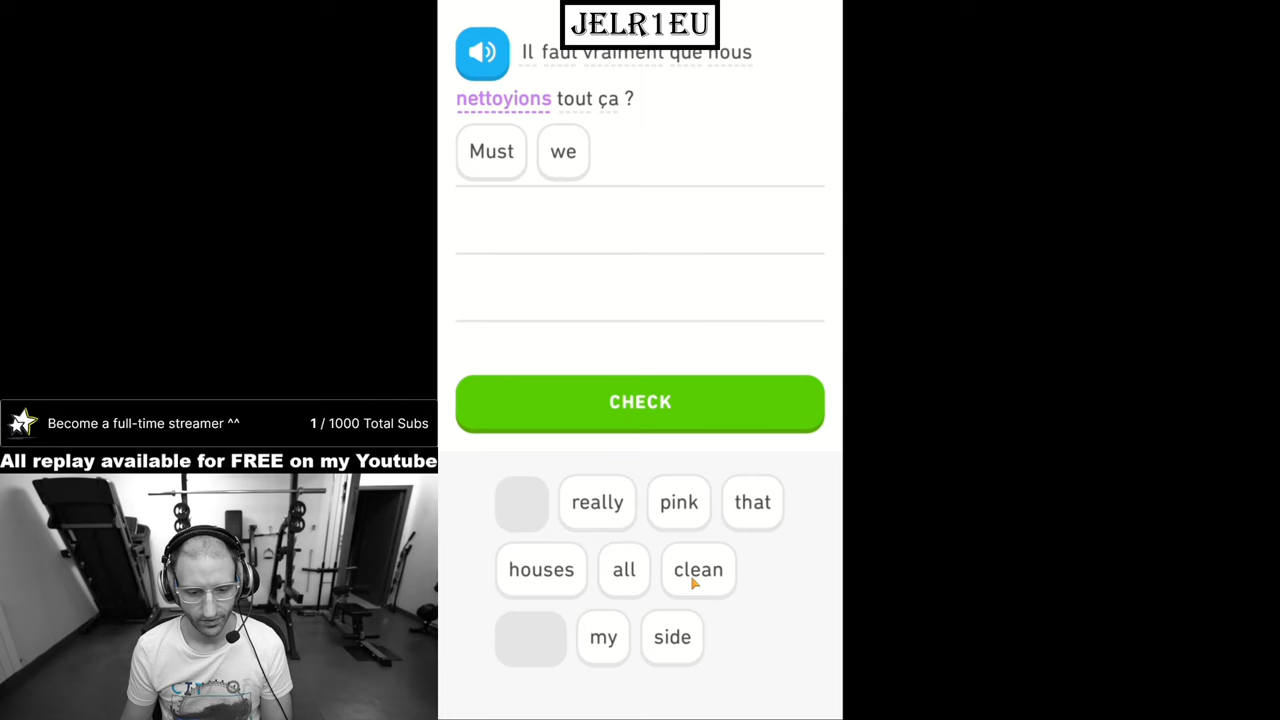 JELR1EU
Il faut vraiment que nous
nettoyions tout ça ?
Must we
CHECK
really pink that
houses all clean
my side
Become a full-time streamer ^^ 1 / 1000 Total Subs
All replay available for FREE on my Youtube